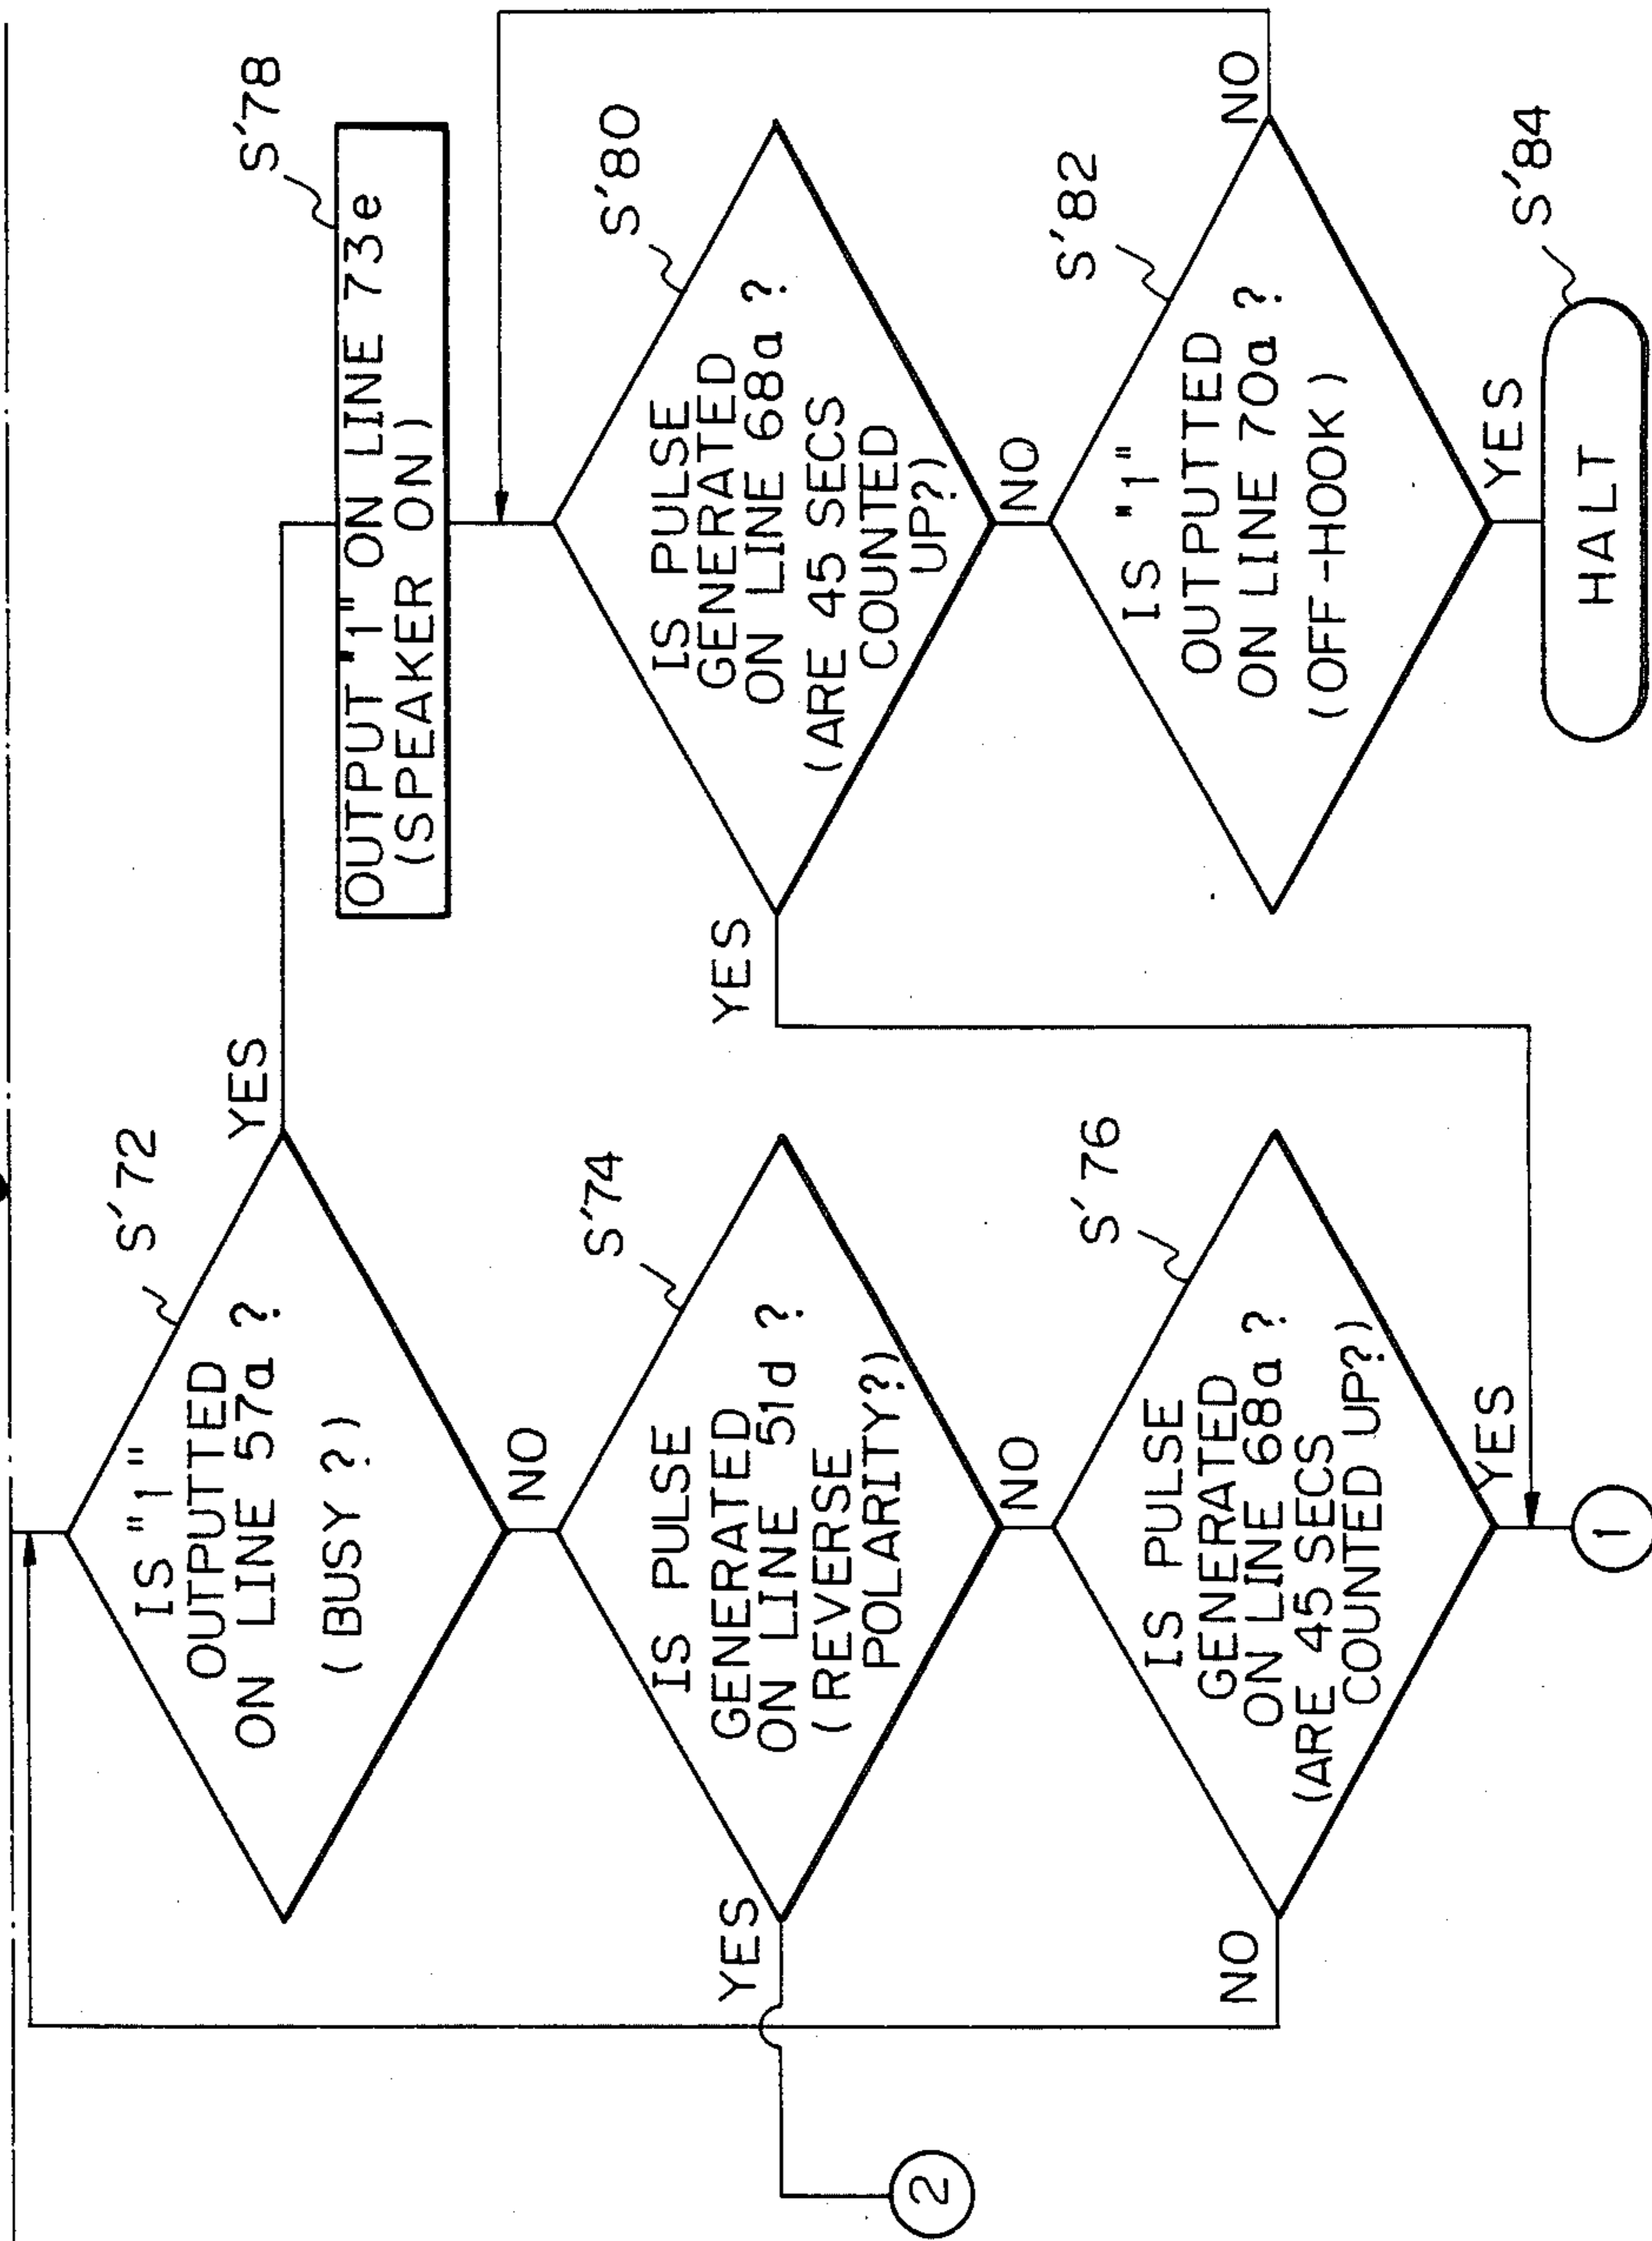 S'72
IS "1"
OUTPUTTED
ON LINE 57a ?
(BUSY ?)
YES
NO
S'74
IS PULSE
GENERATED
ON LINE 51d ?
(REVERSE
POLARITY?)
YES
NO
2
S'76
IS PULSE
GENERATED
ON LINE 68a ?
(ARE 45 SECS
COUNTED UP?)
NO
YES
1
S'78
OUTPUT "1" ON LINE 73e
(SPEAKER ON)
S'80
IS PULSE
GENERATED
ON LINE 68a ?
(ARE 45 SECS
COUNTED
UP?)
YES
NO
S'82
IS "1"
OUTPUTTED
ON LINE 70a ?
(OFF-HOOK)
NO
YES
S'84
HALT